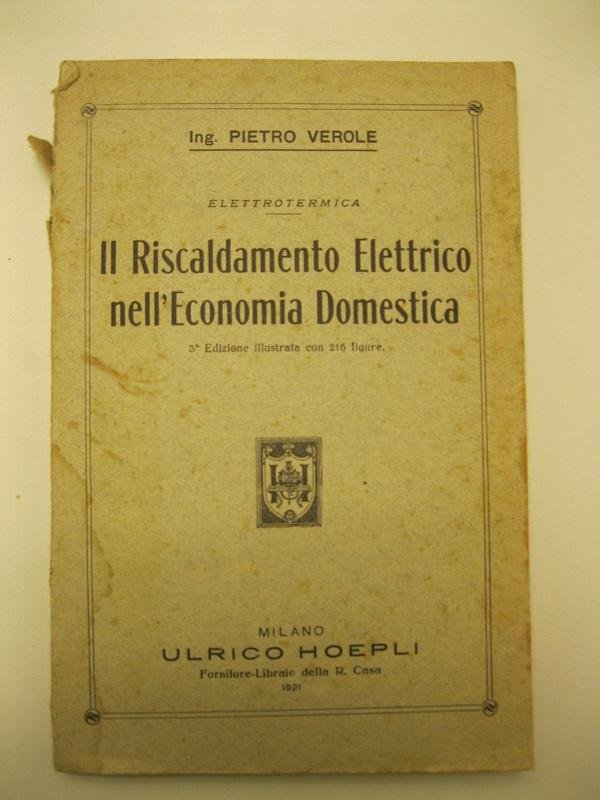 Ing. PIETRO VEROLE
ELETTROTERMICA
Il Riscaldamento Elettrico
nell'Economia Domestica
3ª Edizione illustrata con 216 figure.
MILANO
ULRICO HOEPLI
Fornitore-Libraio della R. Casa
1921